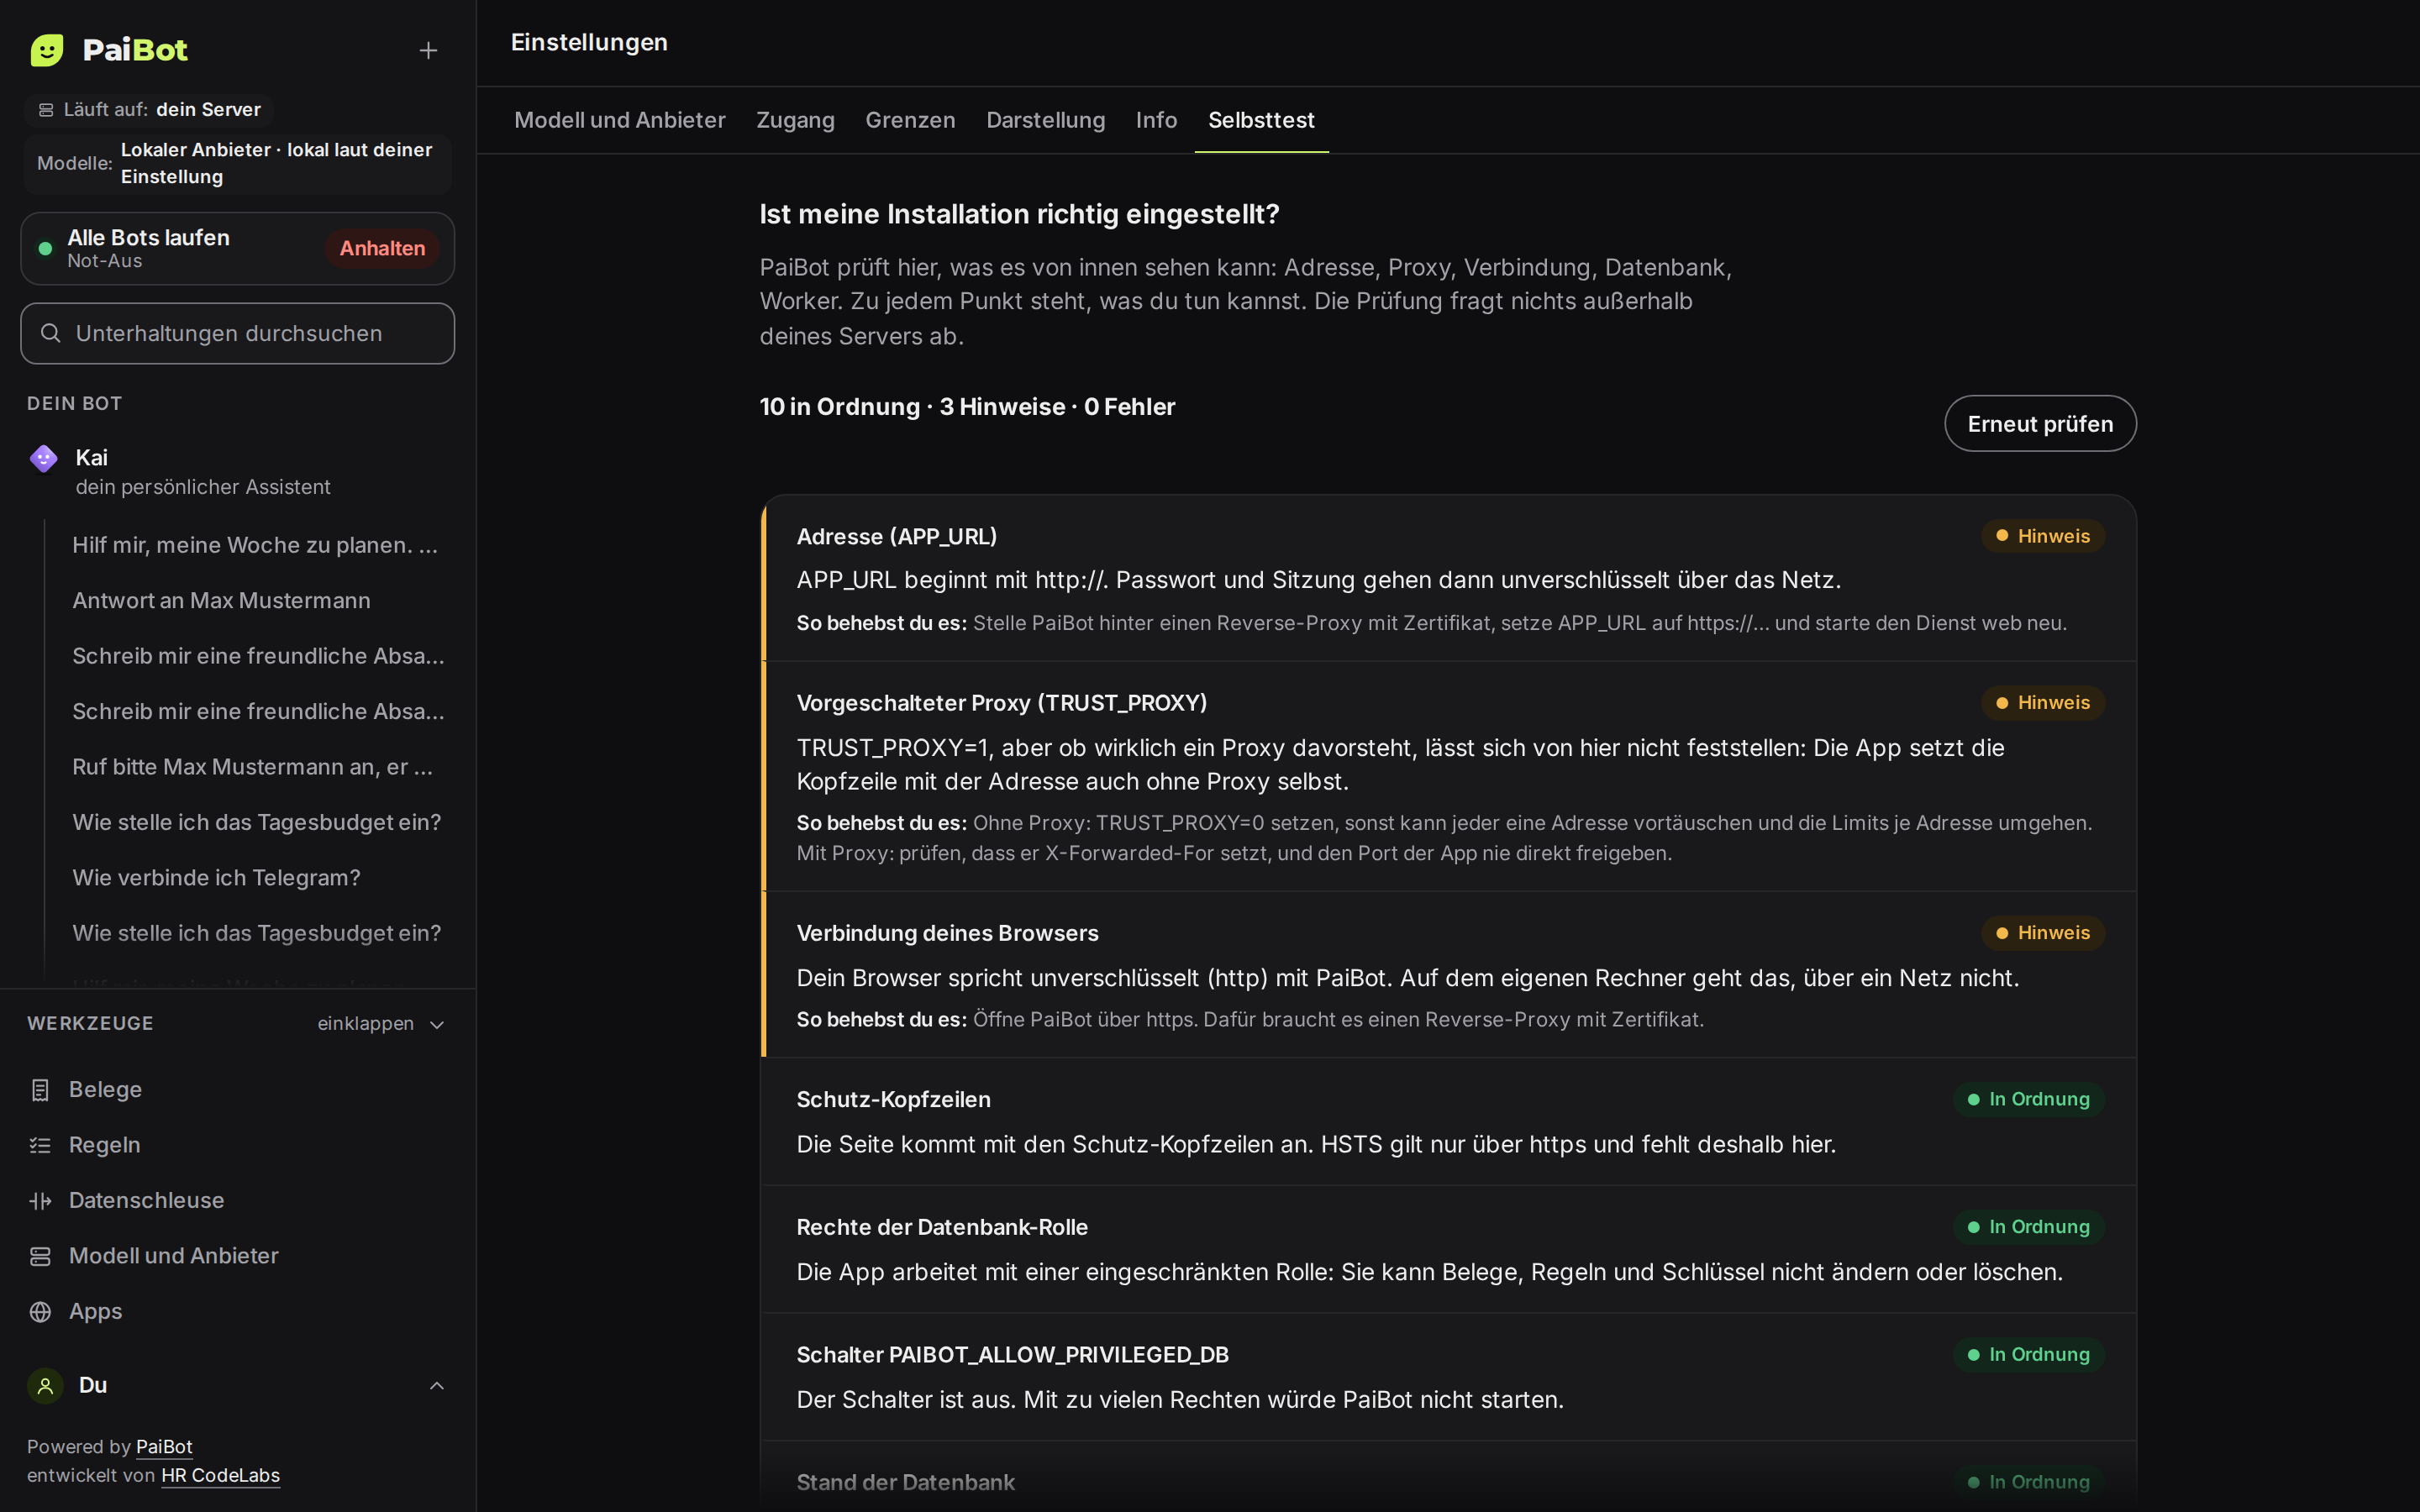 PaiBot
Läuft auf: dein Server
Modelle: Lokaler Anbieter · lokal laut deiner
Einstellung
Alle Bots laufen
Not-Aus
Anhalten
Unterhaltungen durchsuchen
DEIN BOT
Kai
dein persönlicher Assistent
Hilf mir, meine Woche zu planen. ...
Antwort an Max Mustermann
Schreib mir eine freundliche Absa...
Schreib mir eine freundliche Absa...
Ruf bitte Max Mustermann an, er ...
Wie stelle ich das Tagesbudget ein?
Wie verbinde ich Telegram?
Wie stelle ich das Tagesbudget ein?
WERKZEUGE
einklappen
Belege
Regeln
Datenschleuse
Modell und Anbieter
Apps
Du
Powered by PaiBot
entwickelt von HR CodeLabs
Einstellungen
Modell und Anbieter Zugang Grenzen Darstellung Info Selbsttest
Ist meine Installation richtig eingestellt?
PaiBot prüft hier, was es von innen sehen kann: Adresse, Proxy, Verbindung, Datenbank,
Worker. Zu jedem Punkt steht, was du tun kannst. Die Prüfung fragt nichts außerhalb
deines Servers ab.
10 in Ordnung · 3 Hinweise · 0 Fehler
Erneut prüfen
Adresse (APP_URL)
Hinweis
APP_URL beginnt mit http://. Passwort und Sitzung gehen dann unverschlüsselt über das Netz.
So behebst du es: Stelle PaiBot hinter einen Reverse-Proxy mit Zertifikat, setze APP_URL auf https://... und starte den Dienst web neu.
Vorgeschalteter Proxy (TRUST_PROXY)
Hinweis
TRUST_PROXY=1, aber ob wirklich ein Proxy davorsteht, lässt sich von hier nicht feststellen: Die App setzt die
Kopfzeile mit der Adresse auch ohne Proxy selbst.
So behebst du es: Ohne Proxy: TRUST_PROXY=0 setzen, sonst kann jeder eine Adresse vortäuschen und die Limits je Adresse umgehen.
Mit Proxy: prüfen, dass er X-Forwarded-For setzt, und den Port der App nie direkt freigeben.
Verbindung deines Browsers
Hinweis
Dein Browser spricht unverschlüsselt (http) mit PaiBot. Auf dem eigenen Rechner geht das, über ein Netz nicht.
So behebst du es: Öffne PaiBot über https. Dafür braucht es einen Reverse-Proxy mit Zertifikat.
Schutz-Kopfzeilen
In Ordnung
Die Seite kommt mit den Schutz-Kopfzeilen an. HSTS gilt nur über https und fehlt deshalb hier.
Rechte der Datenbank-Rolle
In Ordnung
Die App arbeitet mit einer eingeschränkten Rolle: Sie kann Belege, Regeln und Schlüssel nicht ändern oder löschen.
Schalter PAIBOT_ALLOW_PRIVILEGED_DB
In Ordnung
Der Schalter ist aus. Mit zu vielen Rechten würde PaiBot nicht starten.
Stand der Datenbank
In Ordnung